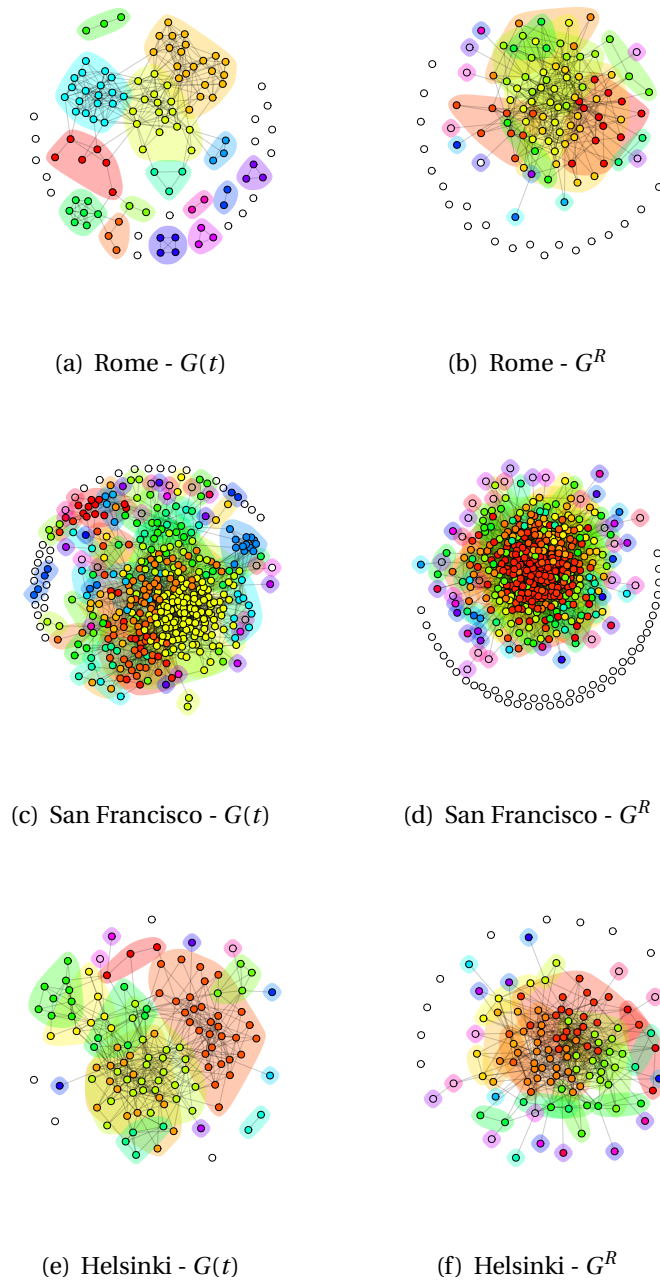 (a) Rome - G(t)
(b) Rome - G^R
(c) San Francisco - G(t)
(d) San Francisco - G^R
(e) Helsinki - G(t)
(f) Helsinki - G^R